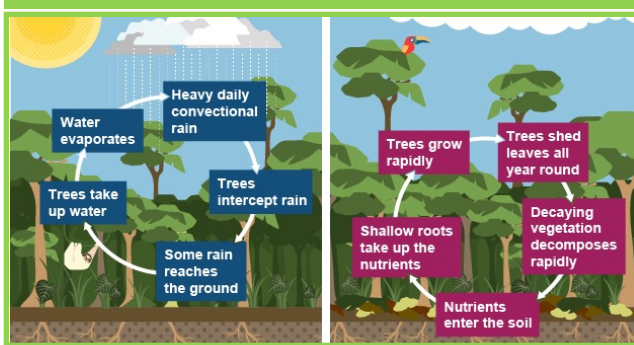 Heavy daily
convectional
rain
Trees
intercept rain
Some rain
reaches
the ground
Trees take
up water
Water
evaporates
Trees grow
rapidly
Trees shed
leaves all
year round
Decaying
vegetation
decomposes
rapidly
Nutrients
enter the soil
Shallow roots
take up the
nutrients